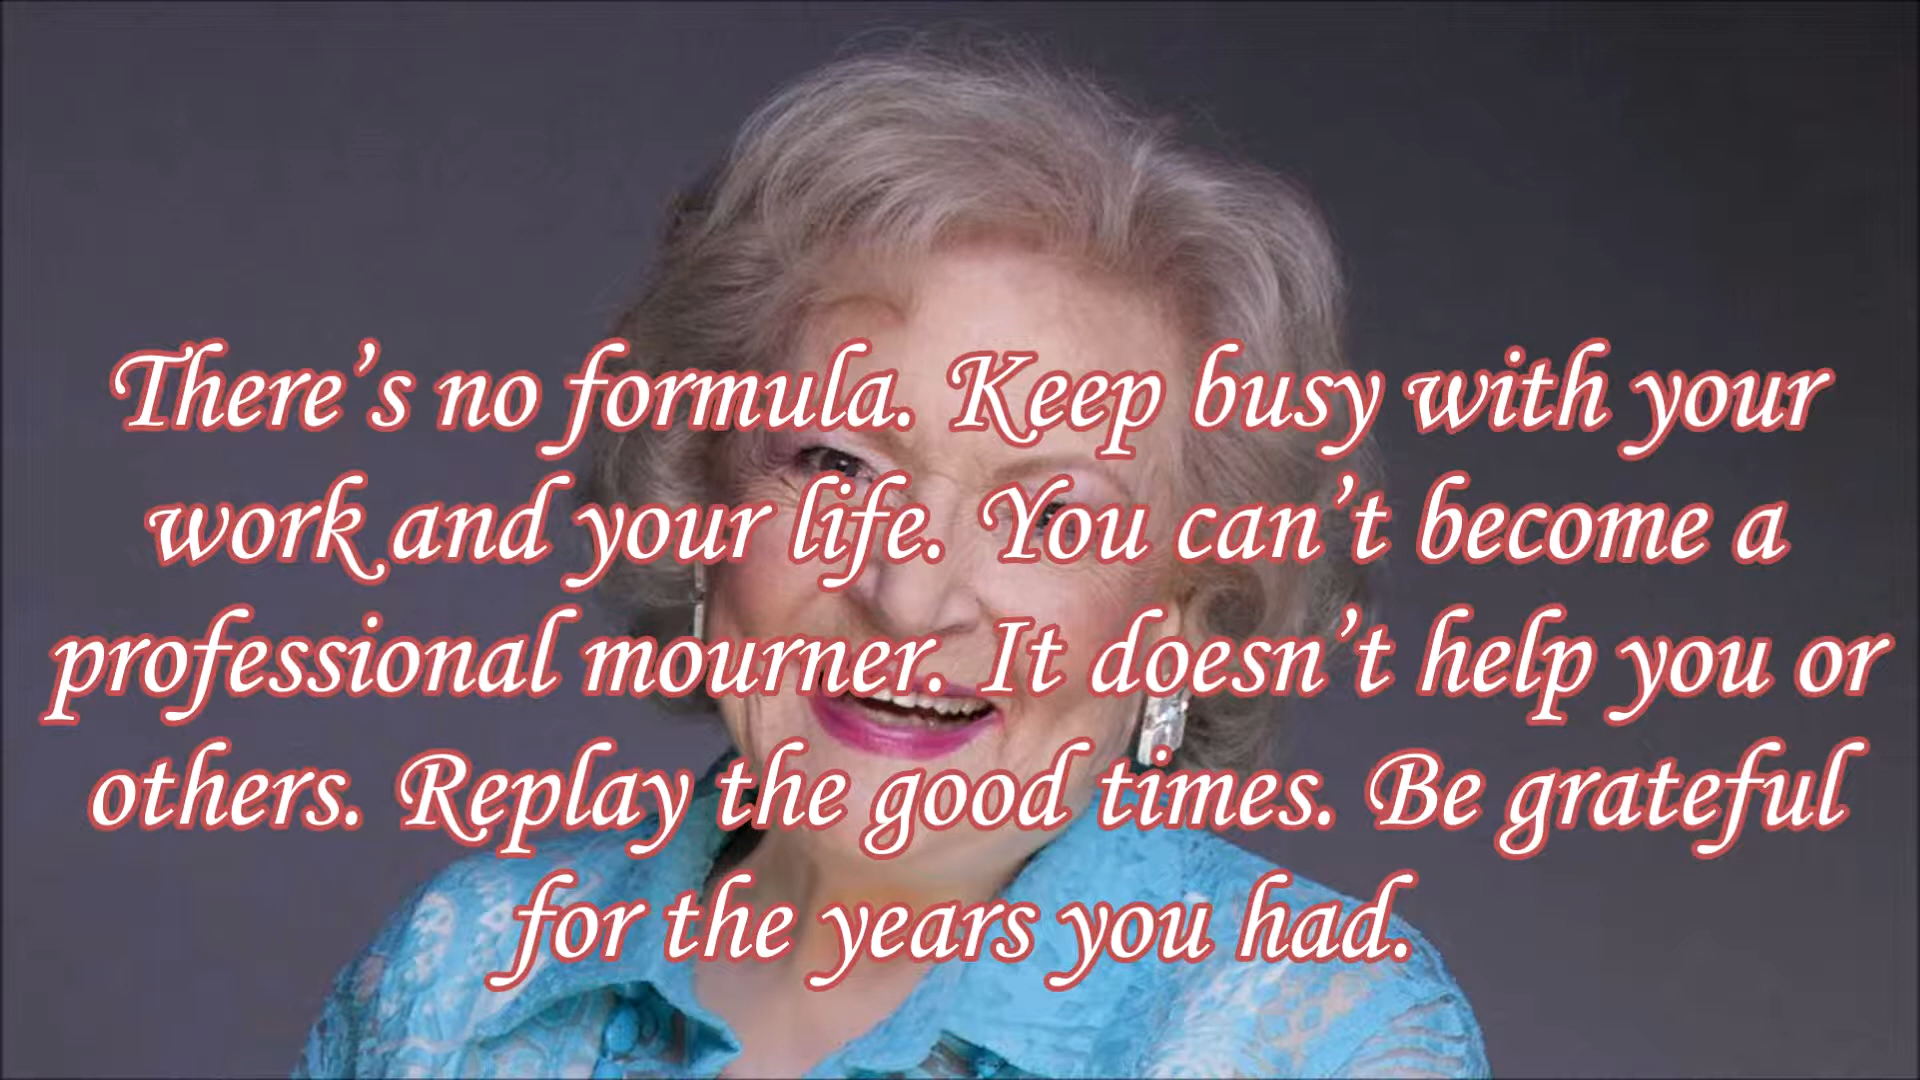 There’s no formula. Keep busy with your
work and your life. You can’t become a
professional mourner. It doesn’t help you or
others. Replay the good times. Be grateful
for the years you had.